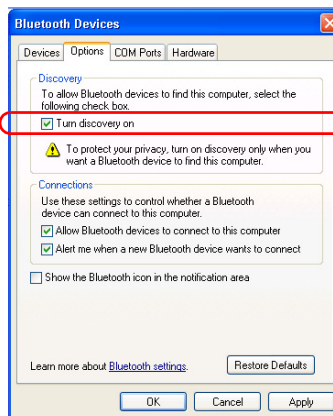 Bluetooth Devices
Devices Options COM Ports Hardware
Discovery
To allow Bluetooth devices to find this computer, select the
following check box.
Turn discovery on
To protect your privacy, turn on discovery only when you
want a Bluetooth device to find this computer.
Connections
Use these settings to control whether a Bluetooth
device can connect to this computer.
Allow Bluetooth devices to connect to this computer
Alert me when a new Bluetooth device wants to connect
Show the Bluetooth icon in the notification area
Learn more about Bluetooth settings. Restore Defaults
OK Cancel Apply